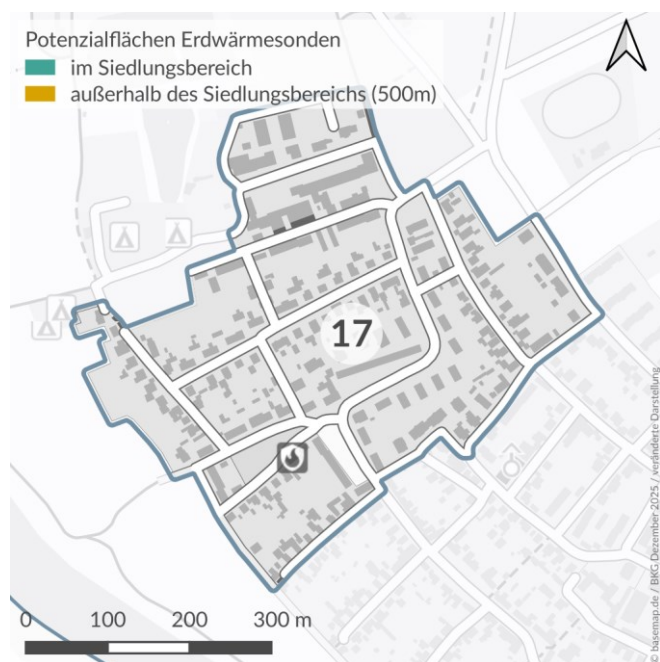 Potenzialflächen Erdwärmesonden
im Siedlungsbereich
außerhalb des Siedlungsbereichs (500m)
17
0 100 200 300 m
© basemap.de / BKG Dezember 2025 / veränderte Darstellung